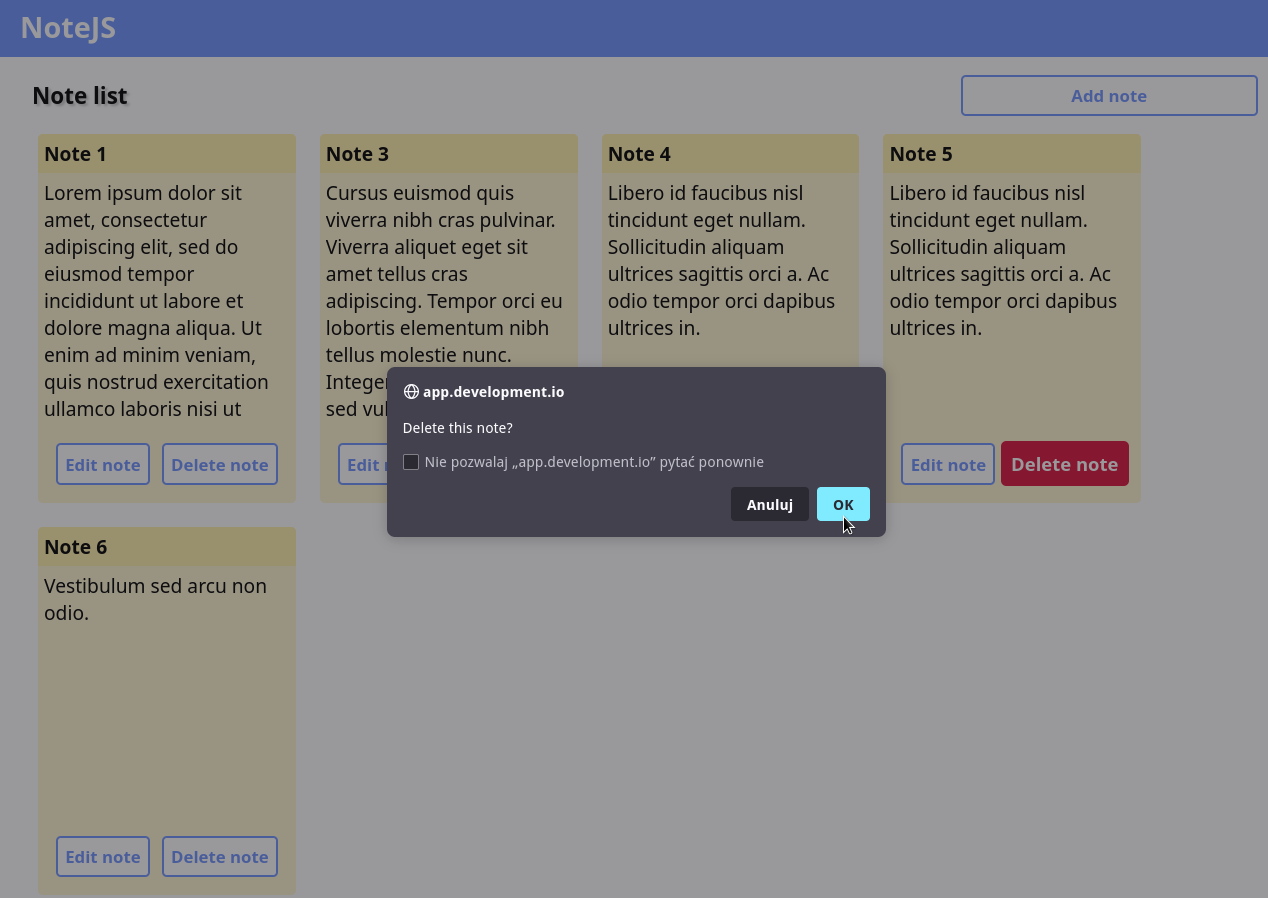 NoteJS
Note list
Add note
Note 1
Lorem ipsum dolor sit
amet, consectetur
adipiscing elit, sed do
eiusmod tempor
incididunt ut labore et
dolore magna aliqua. Ut
enim ad minim veniam,
quis nostrud exercitation
ullamco laboris nisi ut
Edit note
Delete note
Note 3
Cursus euismod quis
viverra nibh cras pulvinar.
Viverra aliquet eget sit
amet tellus cras
adipiscing. Tempor orci eu
lobortis elementum nibh
tellus molestie nunc.
Integer
sed
Edit
Note 4
Libero id faucibus nisl
tincidunt eget nullam.
Sollicitudin aliquam
ultrices sagittis orci a. Ac
odio tempor orci dapibus
ultrices in.
Note 5
Libero id faucibus nisl
tincidunt eget nullam.
Sollicitudin aliquam
ultrices sagittis orci a. Ac
odio tempor orci dapibus
ultrices in.
Edit note
Delete note
app.development.io
Delete this note?
Nie pozwalaj „app.development.io” pytać ponownie
Anuluj
OK
Note 6
Vestibulum sed arcu non
odio.
Edit note
Delete note